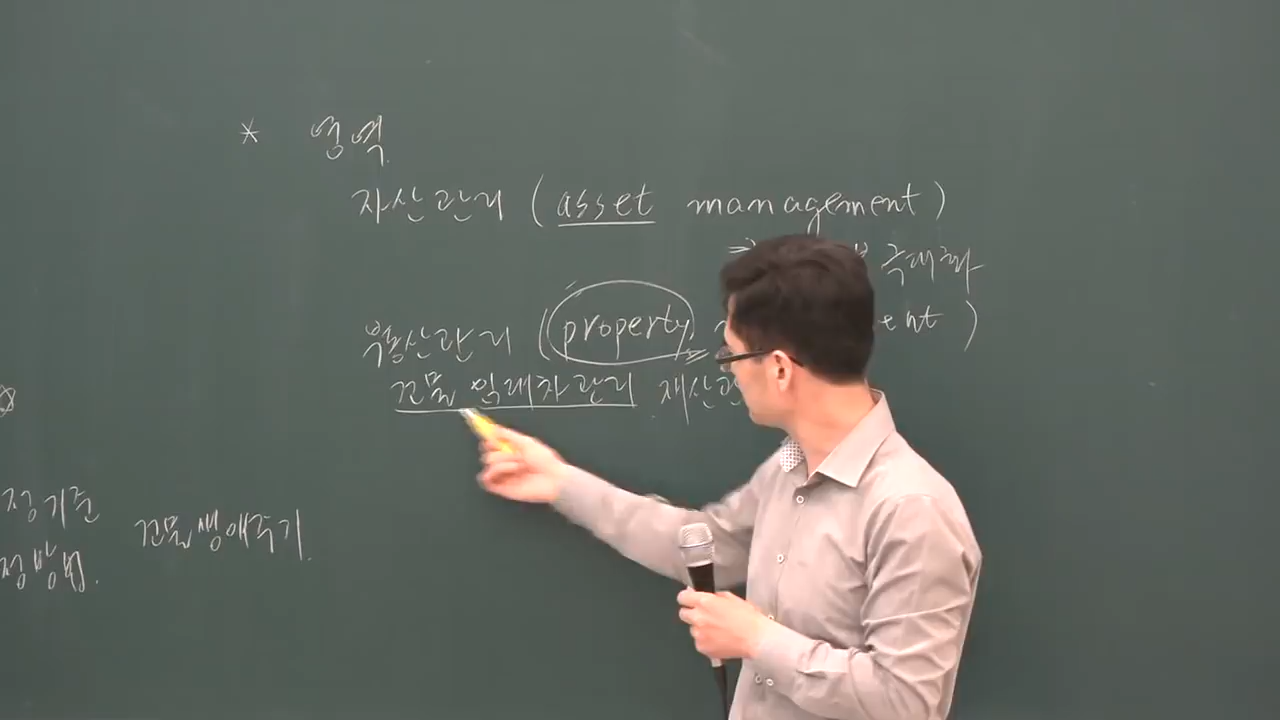 * 영역
자산관리 (asset management)
⇒ 극대화
부동산관리 (property ent)
건물 임대차관리 재산관
정기준
건물생애주기.
정방법.